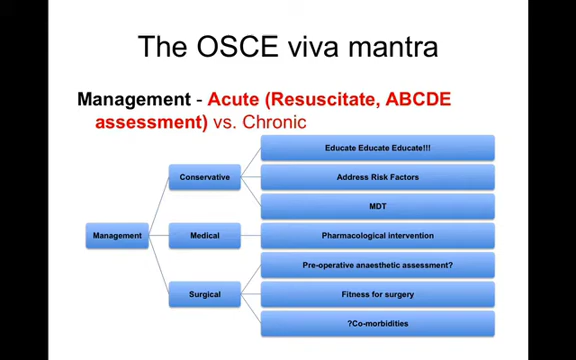 The OSCE viva mantra
Management - Acute (Resuscitate, ABCDE
assessment) vs. Chronic
Management
Conservative
Educate Educate Educate!!!
Address Risk Factors
MDT
Medical
Pharmacological intervention
Surgical
Pre-operative anaesthetic assessment?
Fitness for surgery
?Co-morbidities